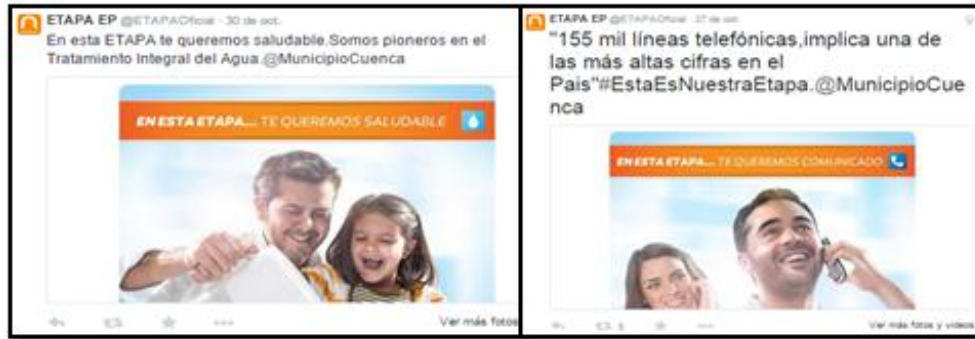 ETAPA EP @ETAPAOficial · 30 de oct.
En esta ETAPA te queremos saludable.Somos pioneros en el
Tratamiento Integral del Agua.@MunicipioCuenca
EN ESTA ETAPA... TE QUEREMOS SALUDABLE
Ver más fotos
ETAPA EP @ETAPAOficial · 27 de oct.
"155 mil líneas telefónicas,implica una de
las más altas cifras en el
Pais"#EstaEsNuestraEtapa.@MunicipioCue
nca
EN ESTA ETAPA... TE QUEREMOS COMUNICADO
Ver más fotos y videos